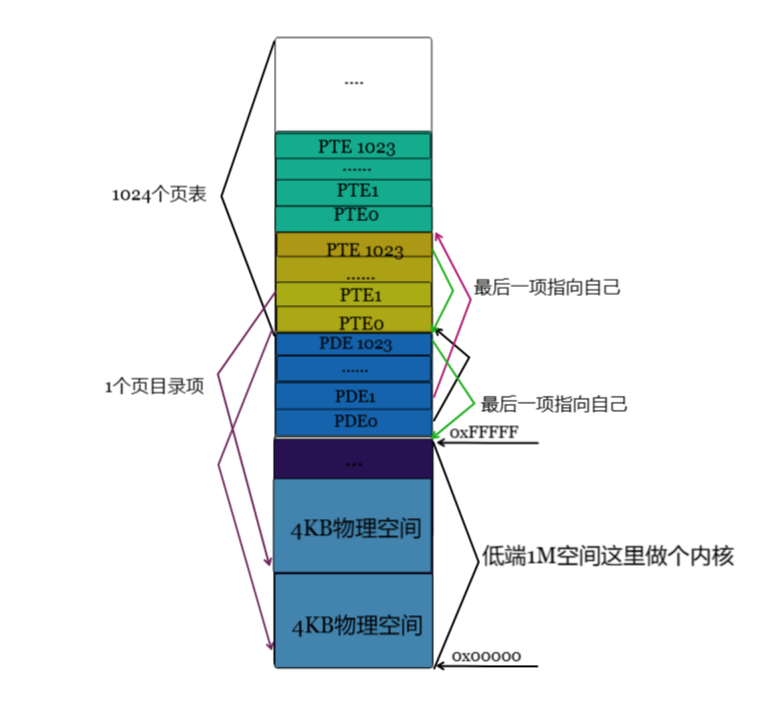 ....
PTE 1023
......
PTE1
PTE0
1024个页表
PTE 1023
......
PTE1
PTE0
最后一项指向自己
PDE 1023
......
PDE1
PDE0
1个页目录项
最后一项指向自己
0xFFFFF
...
4KB物理空间
低端1M空间这里做个内核
4KB物理空间
0x00000